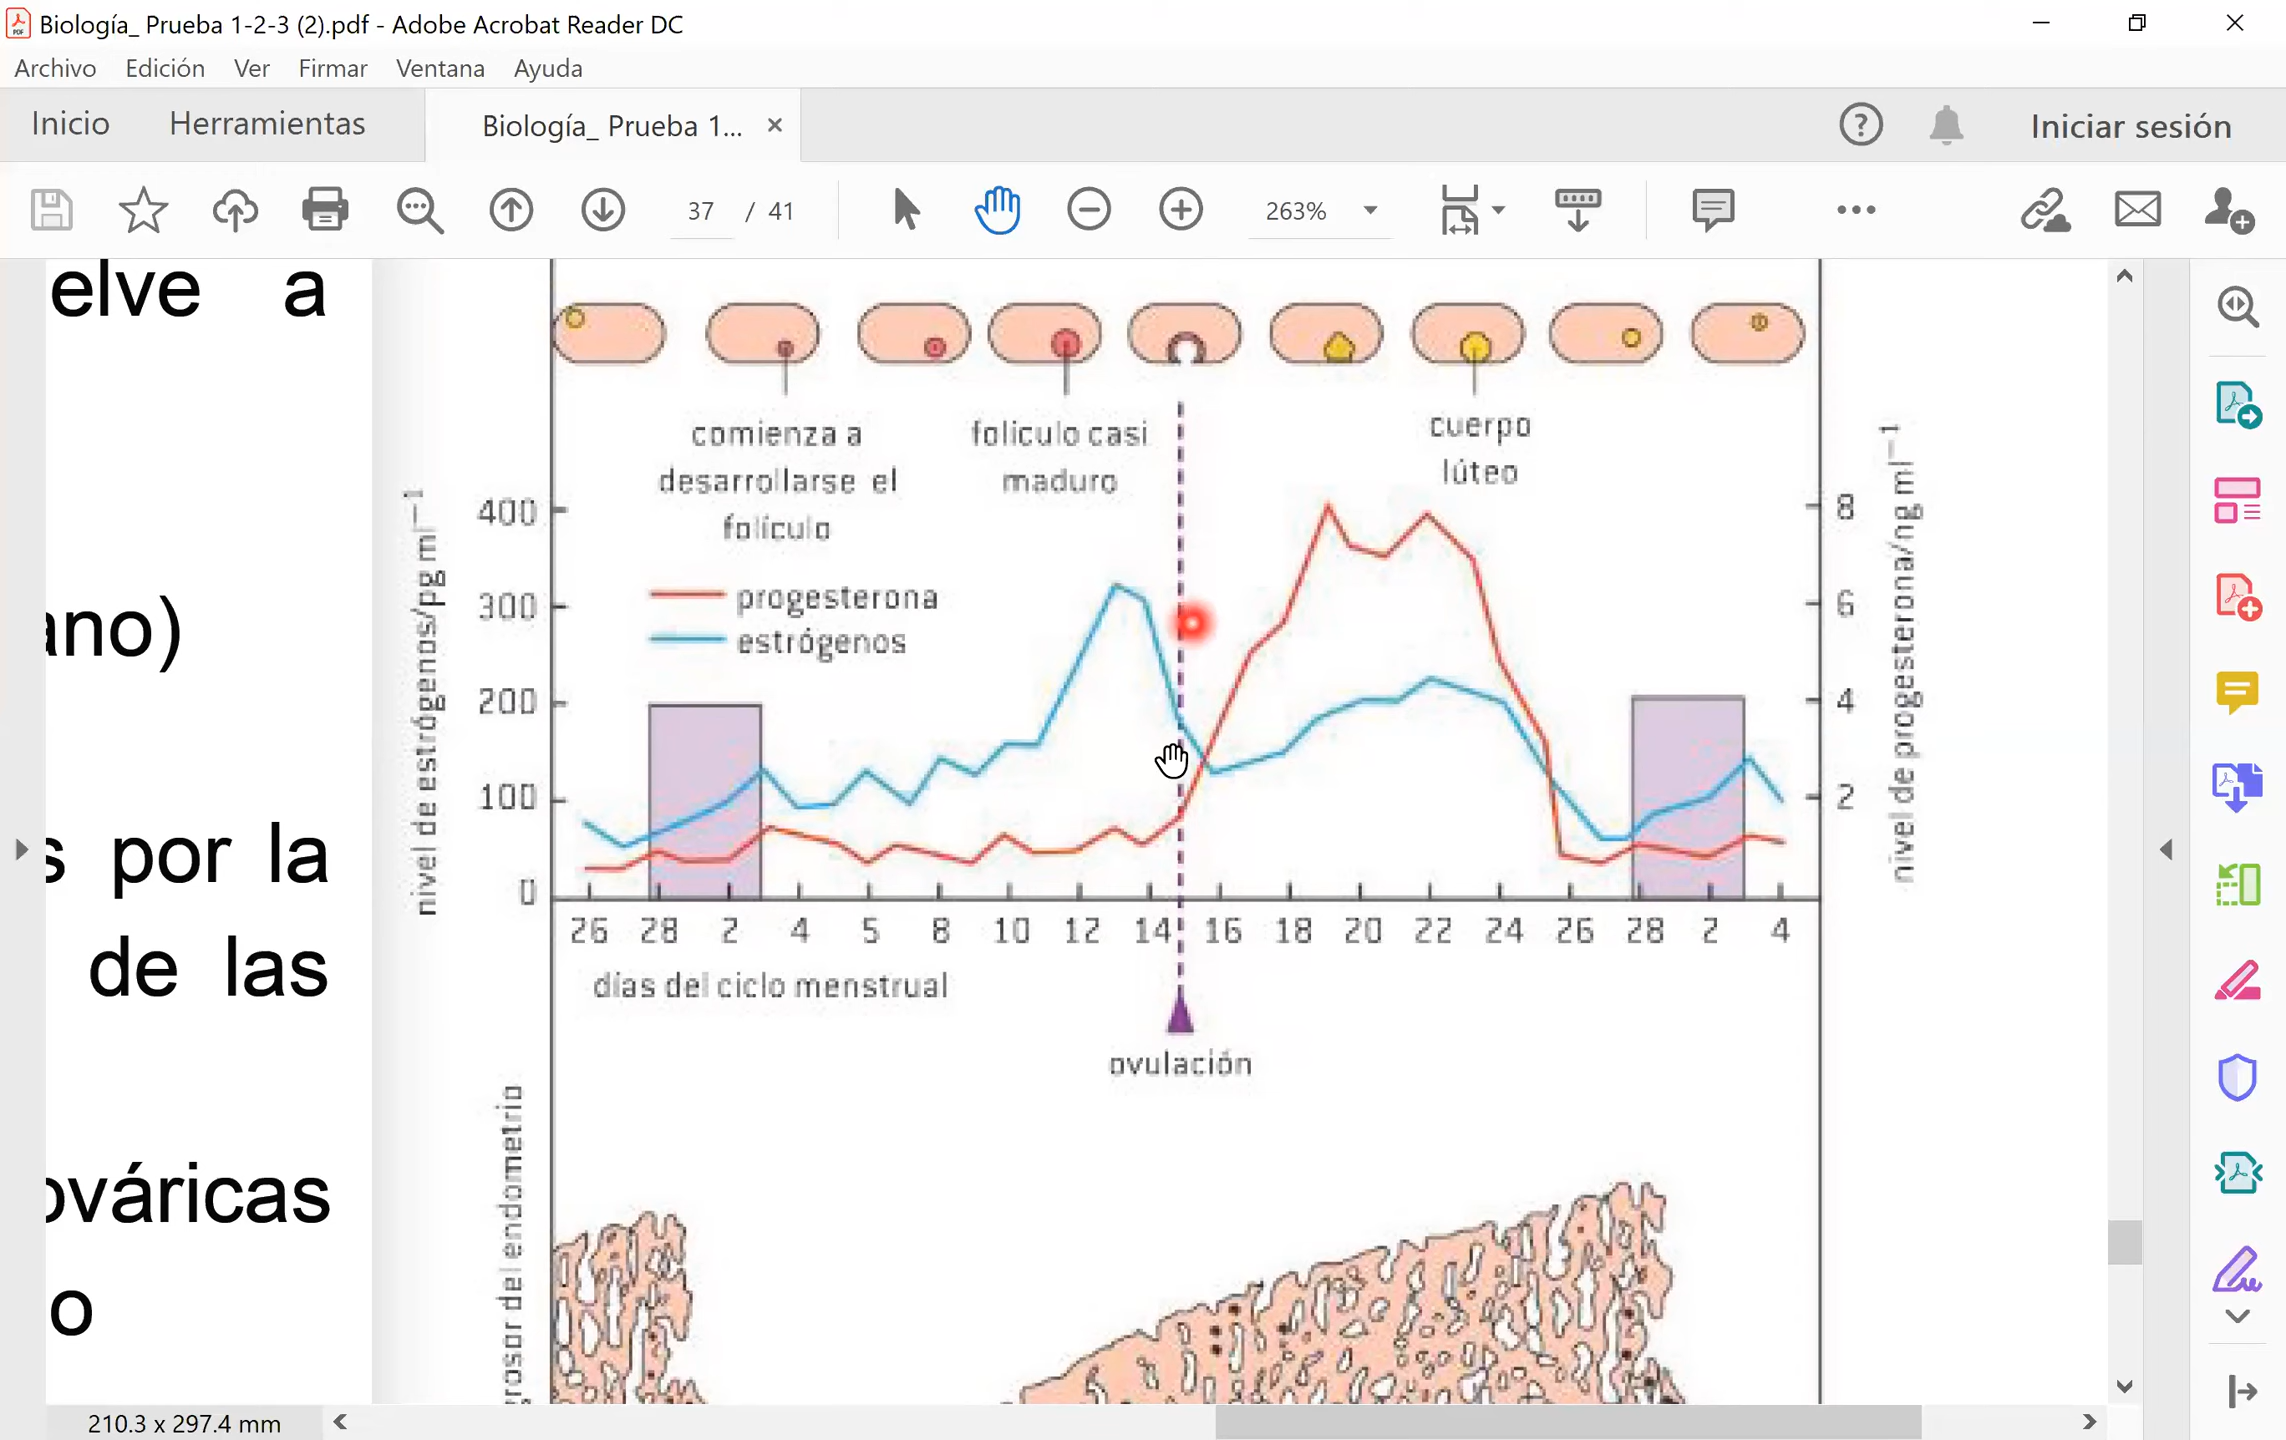 Biología_ Prueba 1-2-3 (2).pdf - Adobe Acrobat Reader DC
Archivo Edición Ver Firmar Ventana Ayuda
Inicio Herramientas Biología_ Prueba 1... × Iniciar sesión
37 / 41 263%
elve a
ano)
s por la
de las
ováricas
o
comienza a
desarrollarse el
folículo
folículo casi
maduro
cuerpo
lúteo
nivel de estrógenos/pg ml⁻¹
400
300
200
100
0
progesterona
estrógenos
8
6
4
2
nivel de progesterona/ng ml⁻¹
26 28 2 4 5 8 10 12 14 16 18 20 22 24 26 28 2 4
días del ciclo menstrual
ovulación
grosor del endometrio
210.3 x 297.4 mm